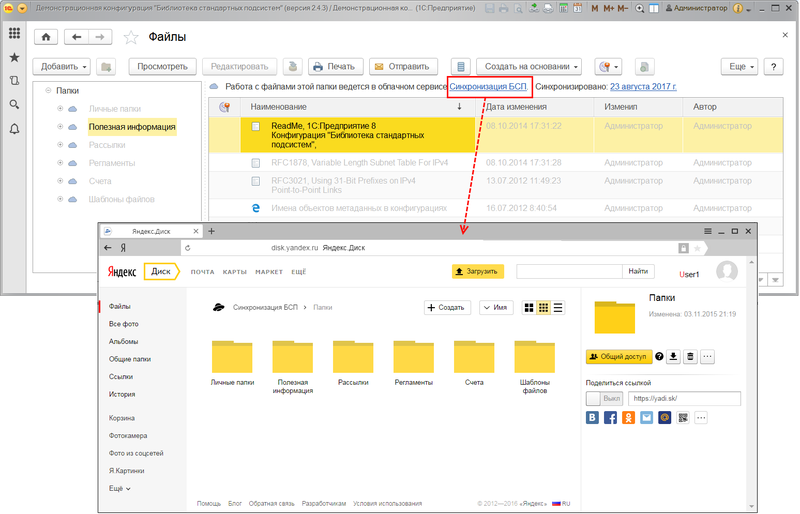 Демонстрационная конфигурация "Библиотека стандартных подсистем" (версия 2.4.3) / Демонстрационная ко... (1С:Предприятие)
M M+ M- Администратор
Файлы
Добавить Просмотреть Редактировать Печать Отправить Создать на основании Еще ?
Работа с файлами этой папки ведется в облачном сервисе Синхронизация БСП. Синхронизировано: 23 августа 2017 г.
Папки
Личные папки
Полезная информация
Рассылки
Регламенты
Счета
Шаблоны файлов
Наименование ↓ Дата изменения Изменил Автор
ReadMe, 1С:Предприятие 8
Конфигурация "Библиотека стандартных
подсистем",
08.10.2014 17:31:22 Администратор Администратор
RFC1878, Variable Length Subnet Table For IPv4 08.10.2014 17:31:28 Администратор Администратор
RFC3021, Using 31-Bit Prefixes on IPv4
Point-to-Point Links
13.07.2012 11:49:23 Администратор Администратор
Имена объектов метаданных в конфигурациях 16.07.2012 6:40:54 Администратор Администратор
Яндекс.Диск
Я disk.yandex.ru Яндекс.Диск
Яндекс Диск ПОЧТА КАРТЫ МАРКЕТ ЕЩЁ Загрузить Найти User1
Файлы
Все фото
Альбомы
Общие папки
Ссылки
История
Корзина
Фотокамера
Фото из соцсетей
Я Картинки
Ещё
Синхронизация БСП > Папки Создать Имя
Личные папки
Полезная
информация
Рассылки
Регламенты
Счета
Шаблоны
файлов
Папки
Изменена: 03.11.2015 21:19
Общий доступ ?
Поделиться ссылкой
Выкл https://yadi.sk/
Помощь Блог Обратная связь Разработчикам Условия использования © 2012—2016 «Яндекс» RU